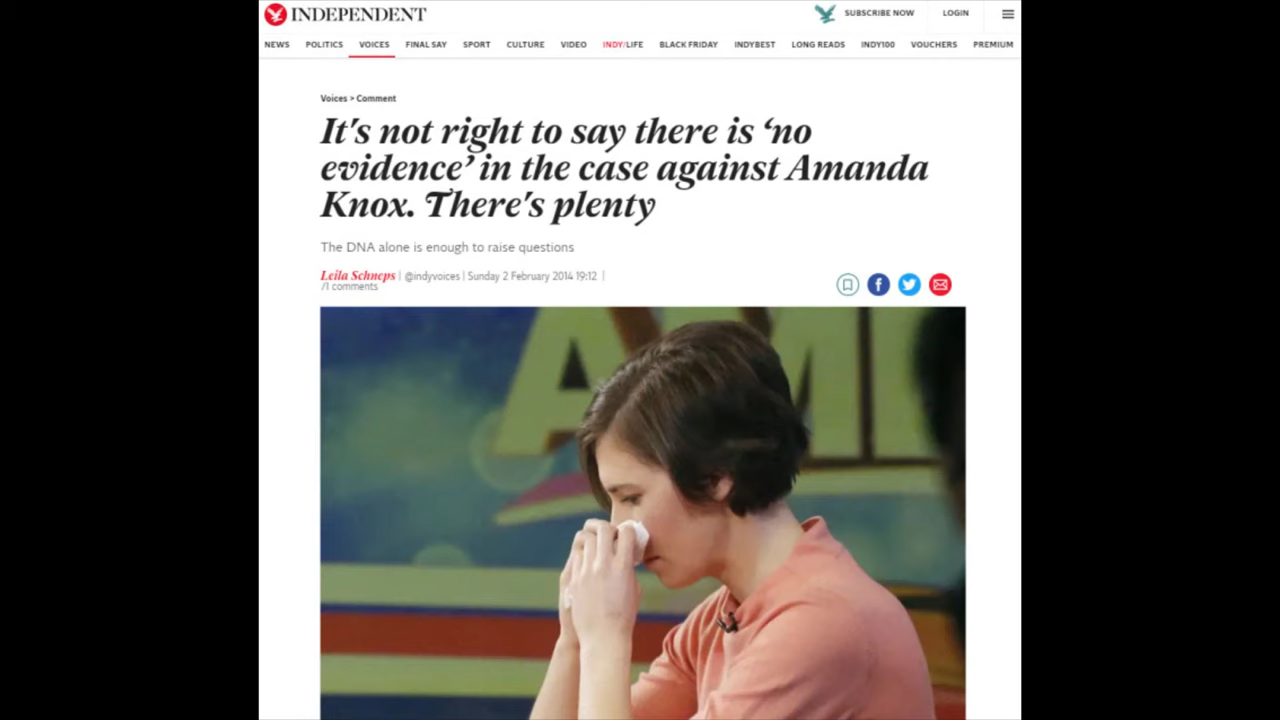 INDEPENDENT
SUBSCRIBE NOW LOGIN
NEWS POLITICS VOICES FINAL SAY SPORT CULTURE VIDEO INDY/LIFE BLACK FRIDAY INDYBEST LONG READS INDY100 VOUCHERS PREMIUM
Voices > Comment
It's not right to say there is ‘no
evidence’ in the case against Amanda
Knox. There's plenty
The DNA alone is enough to raise questions
Leila Schneps | @indyvoices | Sunday 2 February 2014 19:12 |
71 comments
AM